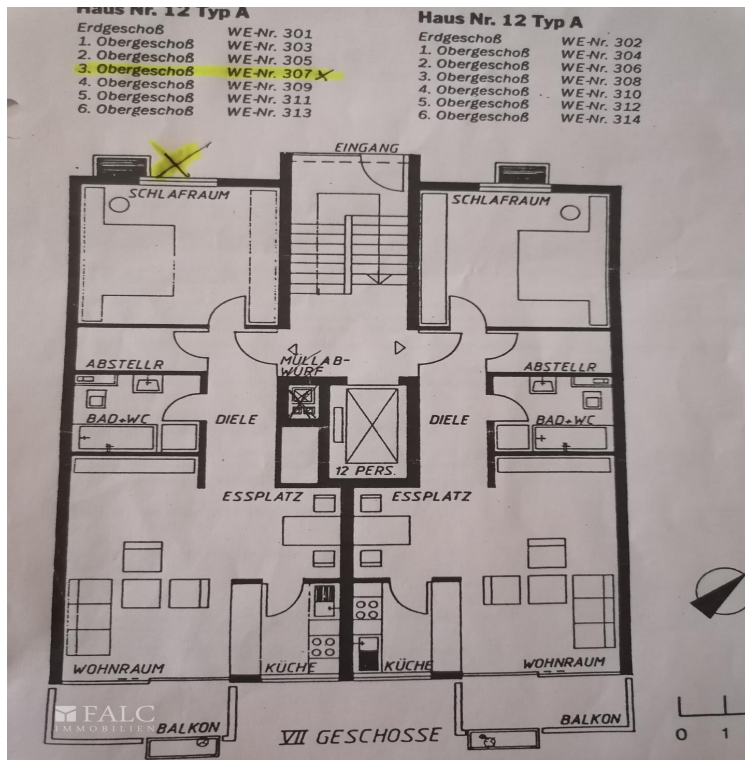 Haus Nr. 12 Typ A
Erdgeschoß WE-Nr. 301
1. Obergeschoß WE-Nr. 303
2. Obergeschoß WE-Nr. 305
3. Obergeschoß WE-Nr. 307 x
4. Obergeschoß WE-Nr. 309
5. Obergeschoß WE-Nr. 311
6. Obergeschoß WE-Nr. 313
Haus Nr. 12 Typ A
Erdgeschoß WE-Nr. 302
1. Obergeschoß WE-Nr. 304
2. Obergeschoß WE-Nr. 306
3. Obergeschoß WE-Nr. 308
4. Obergeschoß WE-Nr. 310
5. Obergeschoß WE-Nr. 312
6. Obergeschoß WE-Nr. 314
EINGANG
SCHLAFRAUM
SCHLAFRAUM
MÜLLAB-
WURF
ABSTELLR
ABSTELLR
BAD+WC
DIELE
DIELE
BAD+WC
12 PERS.
ESSPLATZ
ESSPLATZ
WOHNRAUM
KÜCHE
KÜCHE
WOHNRAUM
BALKON
BALKON
VII GESCHOSSE
0 1
FALC
IMMOBILIEN